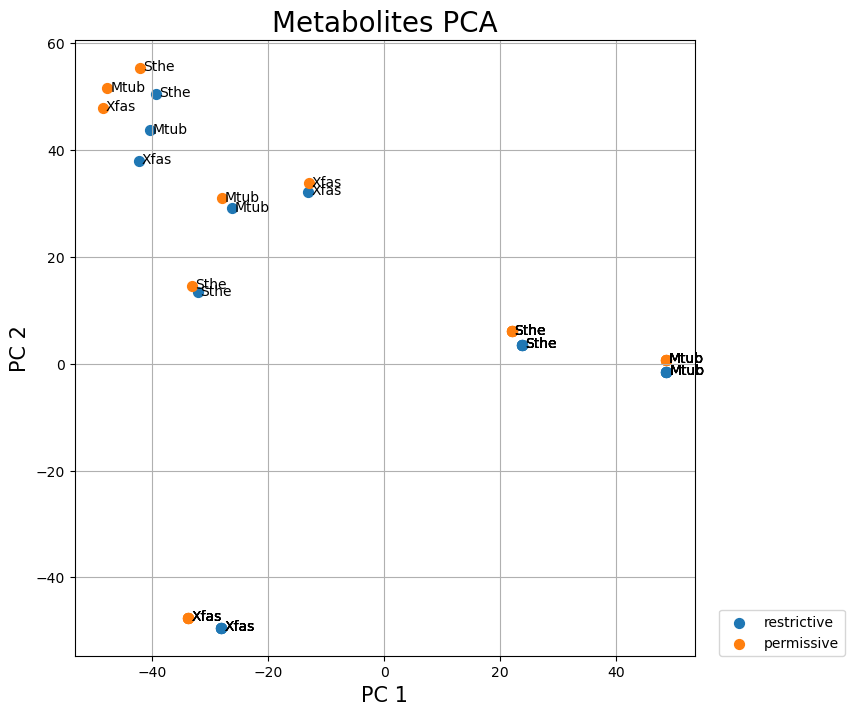 Metabolites PCA
60
40
20
0
−20
−40
PC 2
Sthe
Mtub
Sthe
Xfas
Mtub
Xfas
Xfas
Xfas
Mtub
Mtub
Sthe
Sthe
Sthe
Sthe
Mtub
Mtub
Xfas
Xfas
−40
−20
0
20
40
PC 1
restrictive
permissive